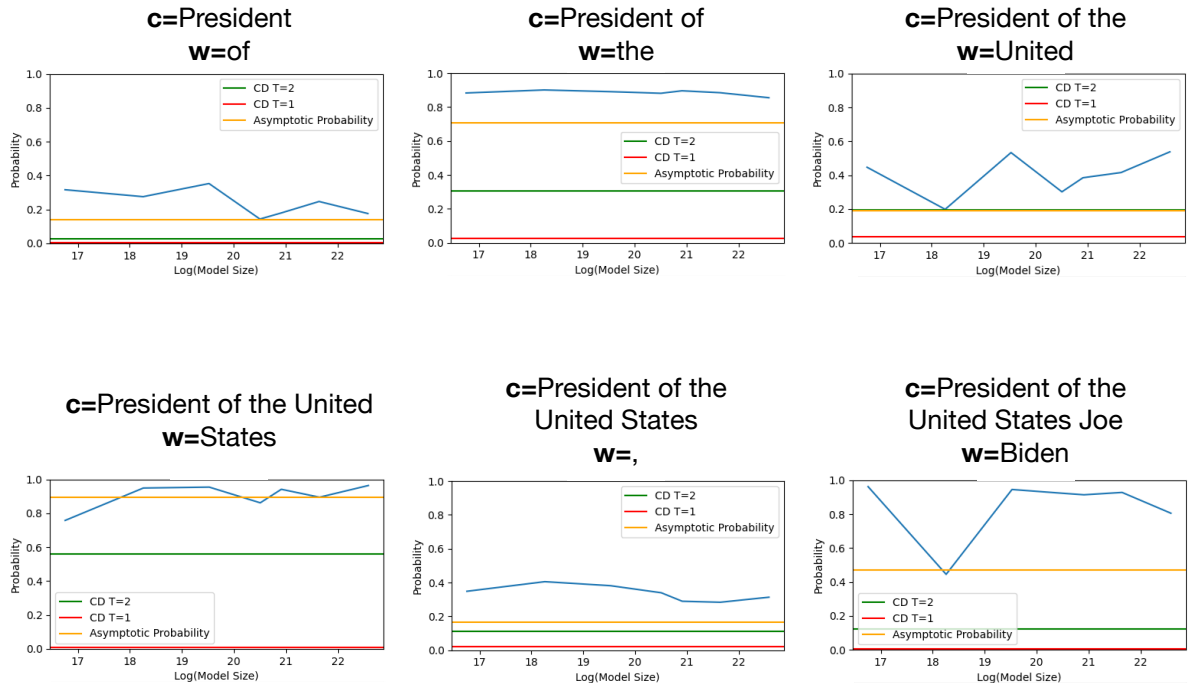 c=President
w=of
1.0
0.8
0.6
0.4
0.2
0.0
Probability
CD T=2
CD T=1
Asymptotic Probability
17 18 19 20 21 22
Log(Model Size)
c=President of
w=the
1.0
0.8
0.6
0.4
0.2
0.0
Probability
CD T=2
CD T=1
Asymptotic Probability
17 18 19 20 21 22
Log(Model Size)
c=President of the
w=United
1.0
0.8
0.6
0.4
0.2
0.0
Probability
CD T=2
CD T=1
Asymptotic Probability
17 18 19 20 21 22
Log(Model Size)
c=President of the United
w=States
1.0
0.8
0.6
0.4
0.2
0.0
Probability
CD T=2
CD T=1
Asymptotic Probability
17 18 19 20 21 22
Log(Model Size)
c=President of the
United States
w=,
1.0
0.8
0.6
0.4
0.2
0.0
Probability
CD T=2
CD T=1
Asymptotic Probability
17 18 19 20 21 22
Log(Model Size)
c=President of the
United States Joe
w=Biden
1.0
0.8
0.6
0.4
0.2
0.0
Probability
CD T=2
CD T=1
Asymptotic Probability
17 18 19 20 21 22
Log(Model Size)